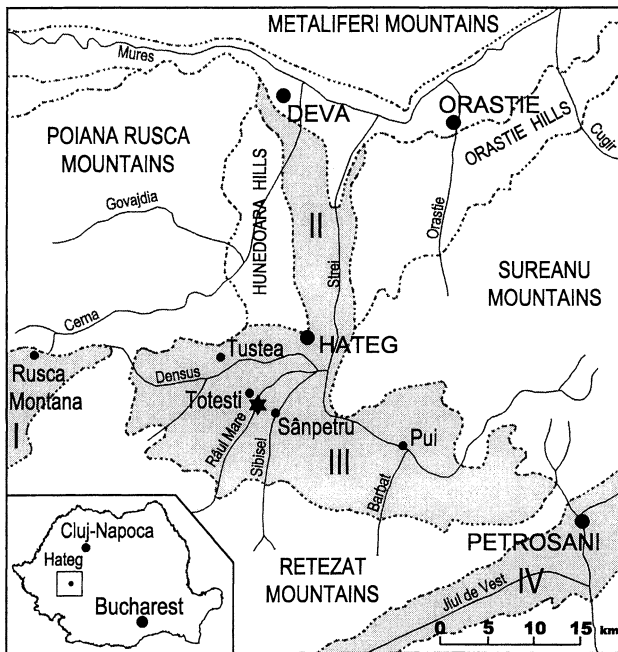 METALIFERI MOUNTAINS
Mures
DEVA
ORASTIE
ORASTIE HILLS
Cugir
POIANA RUSCA
MOUNTAINS
Govajdia
HUNEDOARA HILLS
II
Strei
Orastie
SUREANU
MOUNTAINS
Cerna
HATEG
Tustea
Rusca
Montana
Densus
Totesti
I
Râul Mare
Sânpetru
Sibisel
III
Pui
Barbat
Cluj-Napoca
Hateg
Bucharest
RETEZAT
MOUNTAINS
PETROSANI
Jiul de Vest
IV
0 5 10 15
km